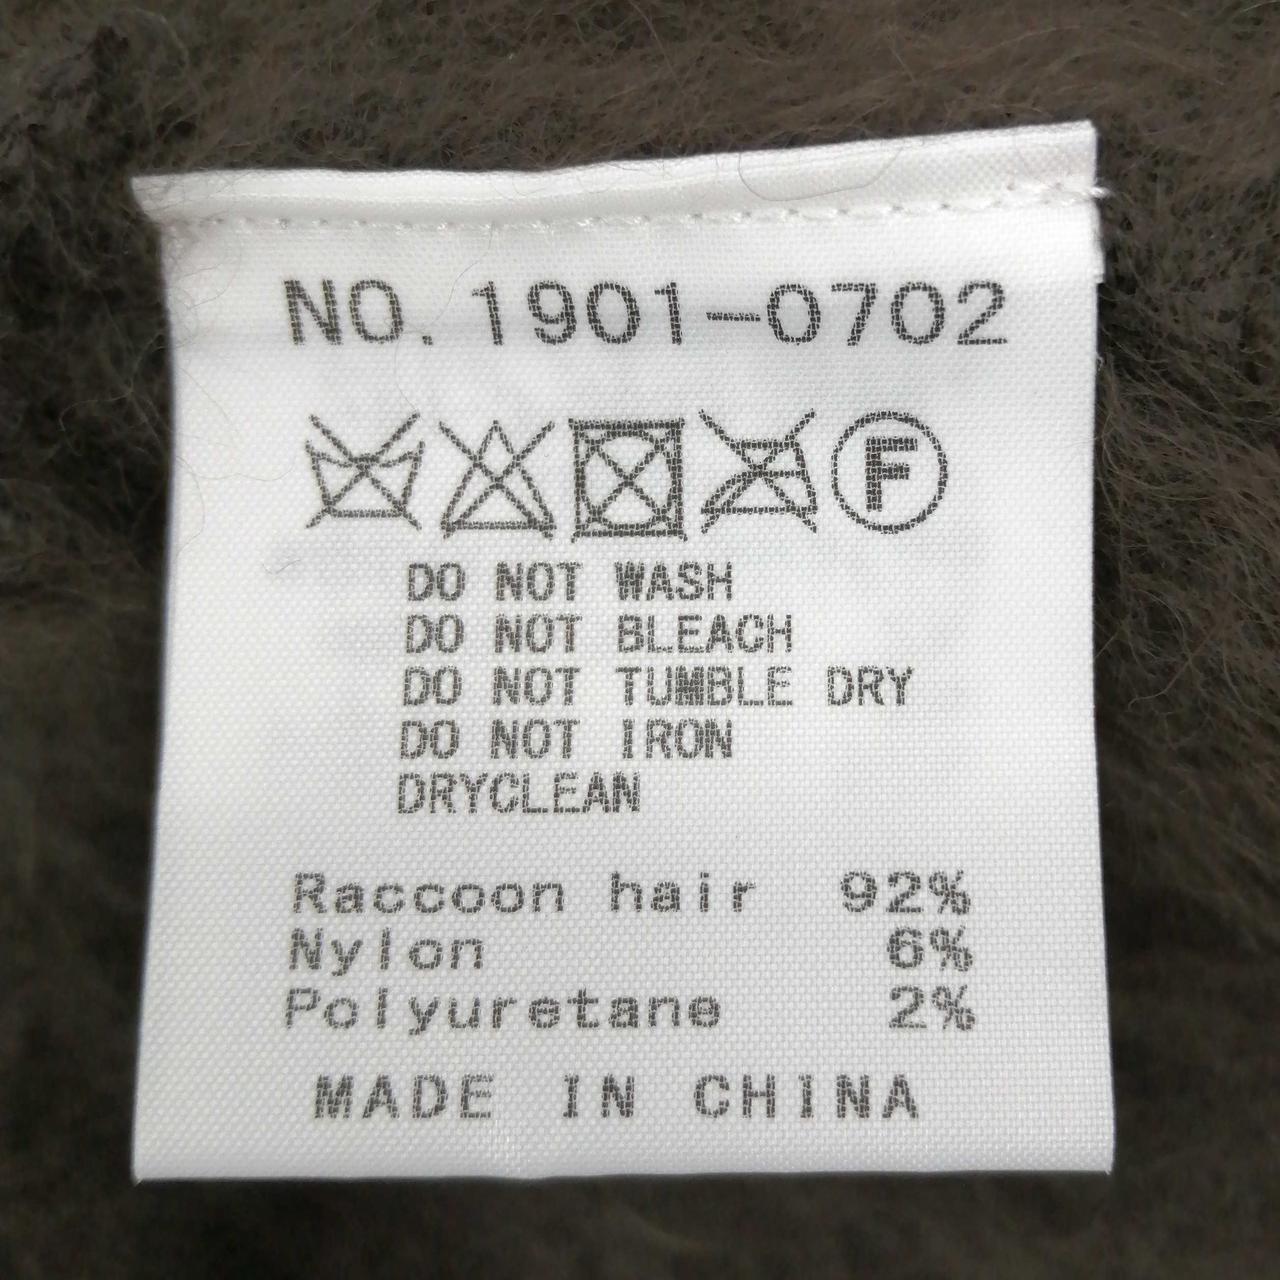 NO. 1901-0702
F
DO NOT WASH
DO NOT BLEACH
DO NOT TUMBLE DRY
DO NOT IRON
DRYCLEAN
Raccoon hair 92%
Nylon 6%
Polyuretane 2%
MADE IN CHINA